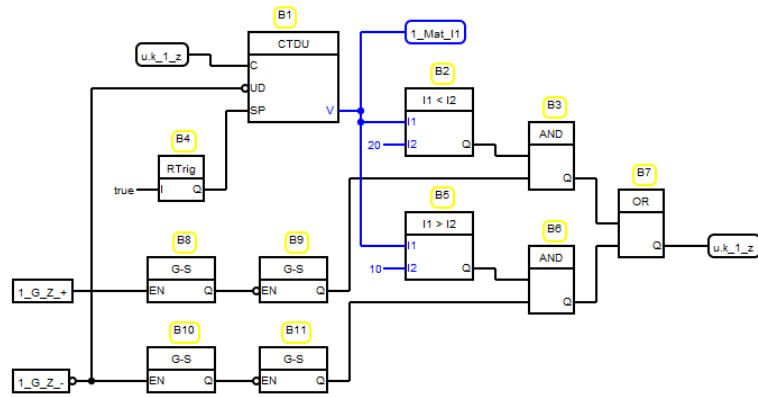 B1
CTDU
u.k_1_z
C
UD
SP
V
1_Mat_I1
B2
I1 < I2
I1
I2
Q
20
B3
AND
Q
B4
RTrig
true
I
Q
B5
I1 > I2
I1
I2
Q
10
B6
AND
Q
B7
OR
Q
u.k_1_z
B8
G-S
EN
Q
B9
G-S
EN
Q
1_G_Z_+
B10
G-S
EN
Q
B11
G-S
EN
Q
1_G_Z_-